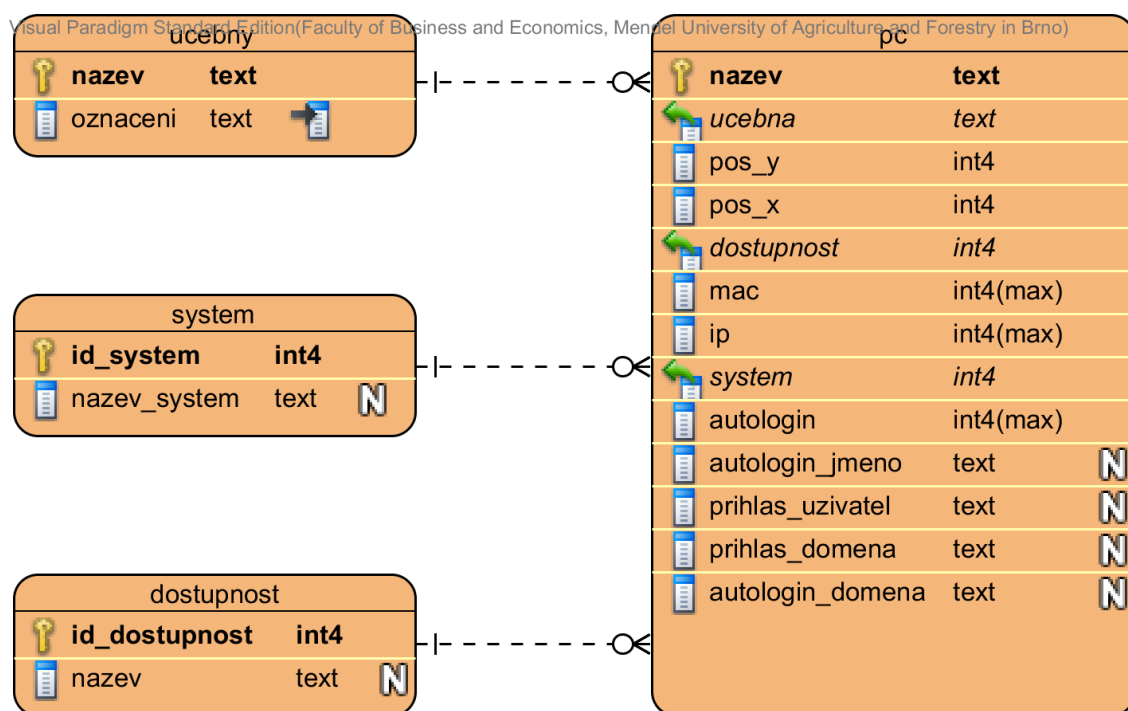 Visual Paradigm Standard Edition(Faculty of Business and Economics, Mendel University of Agriculture and Forestry in Brno)
ucebny
nazev text
oznaceni text
system
id_system int4
nazev_system text N
dostupnost
id_dostupnost int4
nazev text N
pc
nazev text
ucebna text
pos_y int4
pos_x int4
dostupnost int4
mac int4(max)
ip int4(max)
system int4
autologin int4(max)
autologin_jmeno text N
prihlas_uzivatel text N
prihlas_domena text N
autologin_domena text N